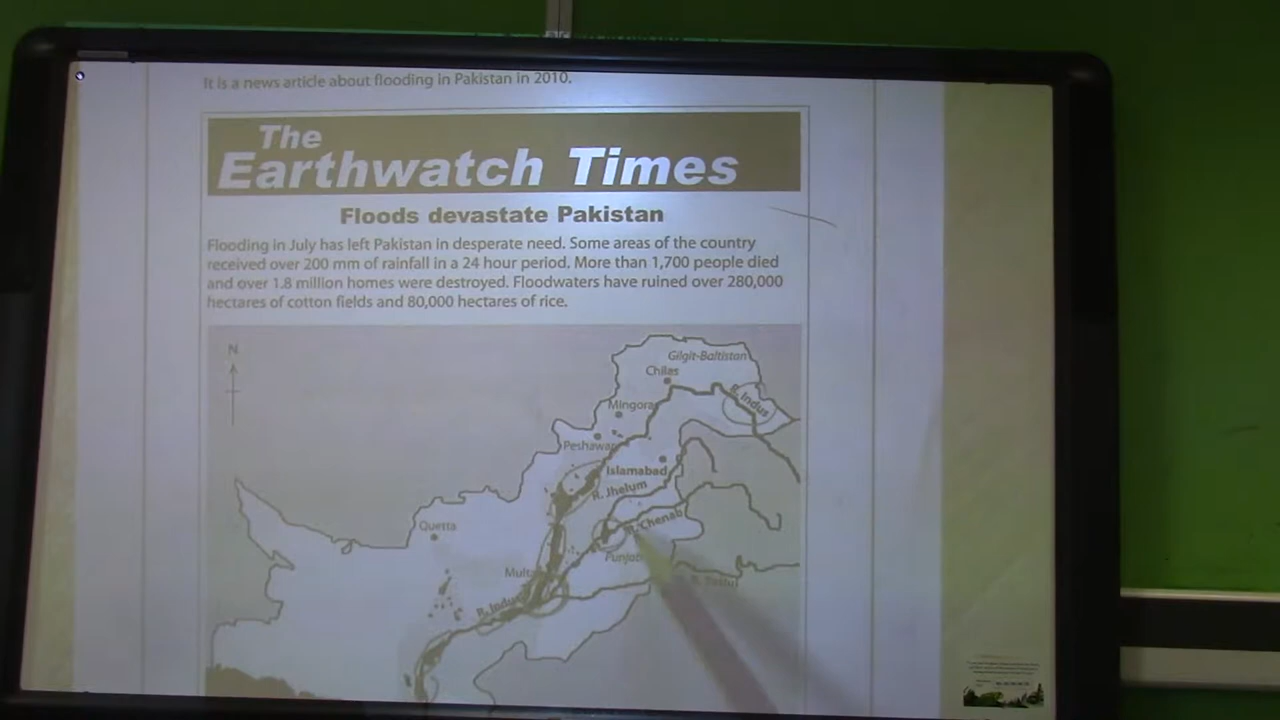 It is a news article about flooding in Pakistan in 2010.
The
Earthwatch Times
Floods devastate Pakistan
Flooding in July has left Pakistan in desperate need. Some areas of the country
received over 200 mm of rainfall in a 24 hour period. More than 1,700 people died
and over 1.8 million homes were destroyed. Floodwaters have ruined over 280,000
hectares of cotton fields and 80,000 hectares of rice.
N
Gilgit-Baltistan
Chilas
R. Indus
Mingora
Peshawar
Islamabad
R. Jhelum
R. Chenab
Quetta
Punjab
R. Indus